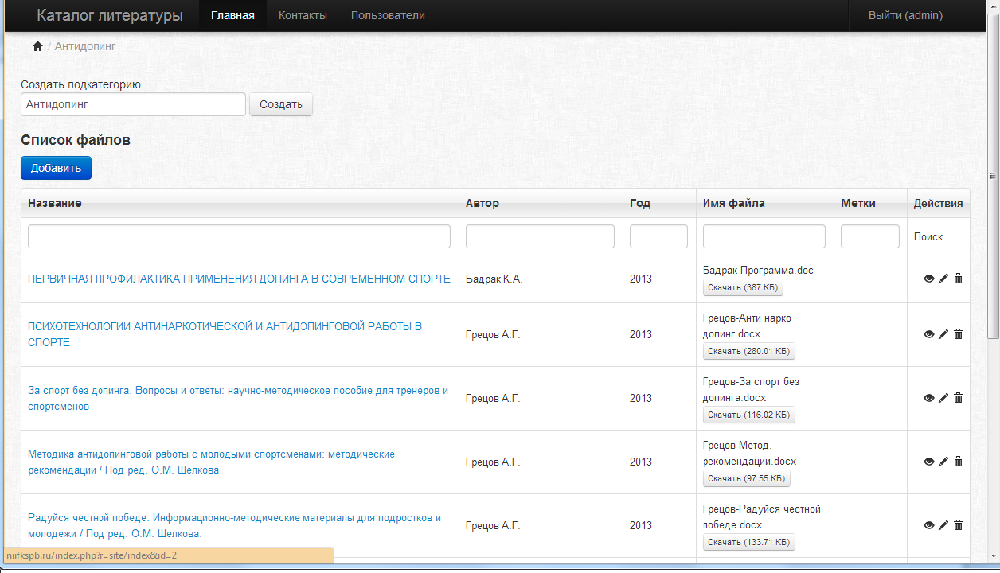 Каталог литературы Главная Контакты Пользователи Выйти (admin)
/ Антидопинг
Создать подкатегорию
Антидопинг Создать
Список файлов
Добавить
Название Автор Год Имя файла Метки Действия
Поиск
ПЕРВИЧНАЯ ПРОФИЛАКТИКА ПРИМЕНЕНИЯ ДОПИНГА В СОВРЕМЕННОМ СПОРТЕ Бадрак К.А. 2013 Бадрак-Программа.doc
Скачать (387 КБ)
ПСИХОТЕХНОЛОГИИ АНТИНАРКОТИЧЕСКОЙ И АНТИДОПИНГОВОЙ РАБОТЫ В
СПОРТЕ
Грецов А.Г. 2013
Грецов-Анти нарко
допинг.docx
Скачать (280.01 КБ)
За спорт без допинга. Вопросы и ответы: научно-методическое пособие для тренеров и
спортсменов
Грецов А.Г. 2013
Грецов-За спорт без
допинга.docx
Скачать (116.02 КБ)
Методика антидопинговой работы с молодыми спортсменами: методические
рекомендации / Под ред. О.М. Шелкова
Грецов А.Г. 2013
Грецов-Метод.
рекомендации.docx
Скачать (97.55 КБ)
Радуйся честной победе. Информационно-методические материалы для подростков и
молодежи / Под ред. О.М. Шелкова.
Грецов А.Г. 2013
Грецов-Радуйся честной
победе.docx
Скачать (133.71 КБ)
niifkspb.ru/index.php?r=site/index&id=2